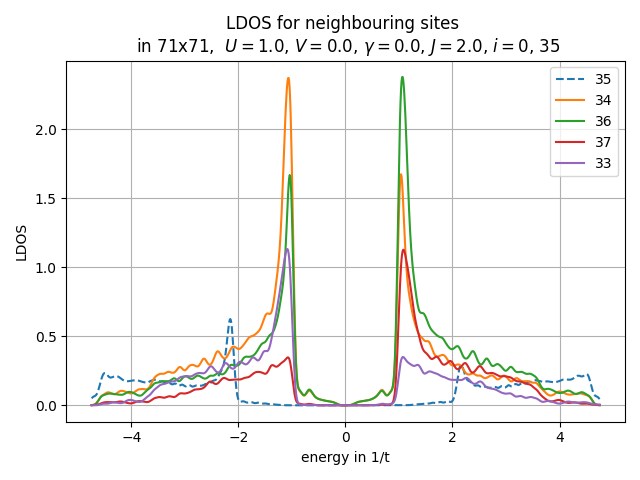 LDOS for neighbouring sites
in 71x71,  U = 1.0, V = 0.0, γ = 0.0, J = 2.0, i = 0, 35
35
34
36
37
33
LDOS
2.0
1.5
1.0
0.5
0.0
−4 −2 0 2 4
energy in 1/t